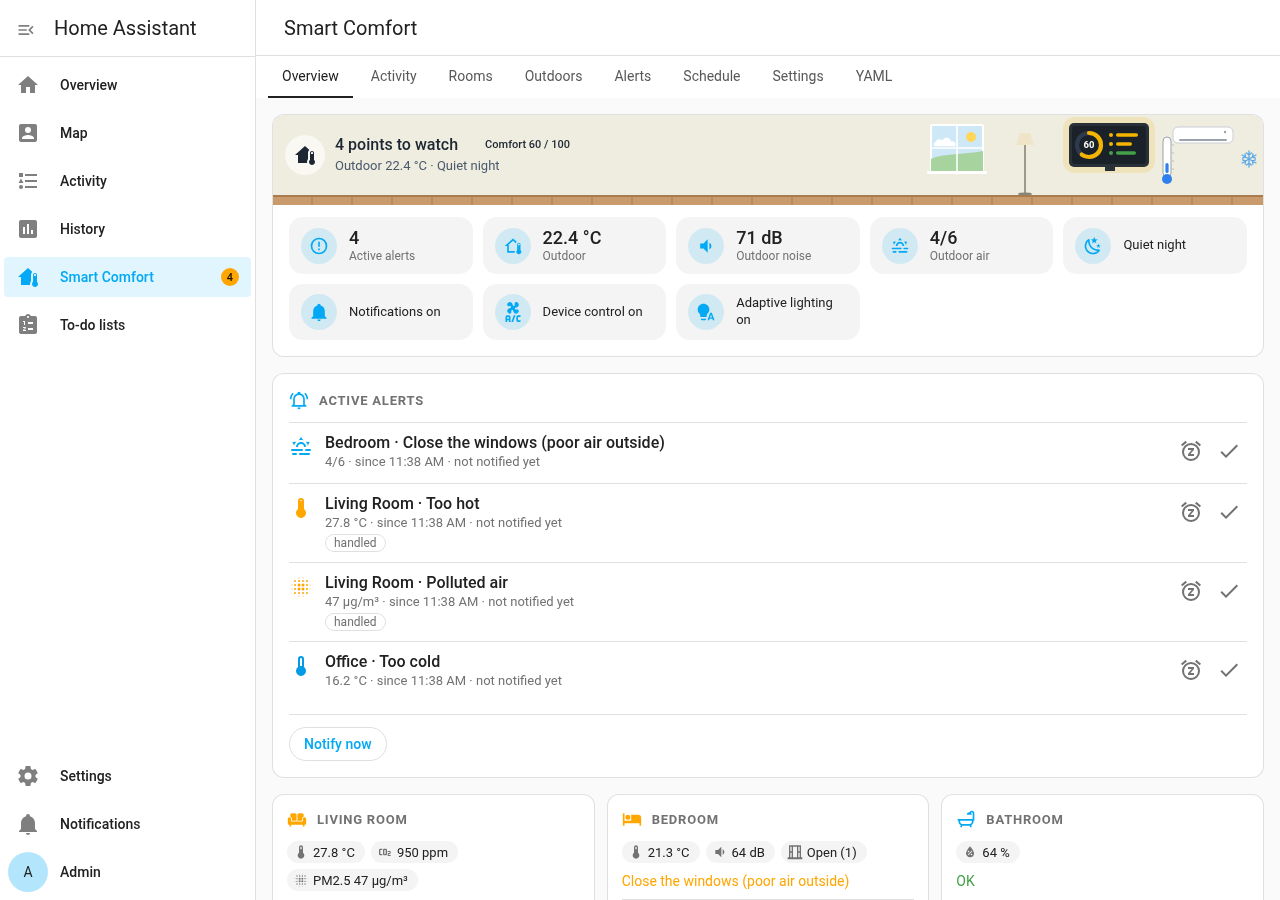 Home Assistant
Overview
Map
Activity
History
Smart Comfort
4
To-do lists
Settings
Notifications
A
Admin
Smart Comfort
Overview
Activity
Rooms
Outdoors
Alerts
Schedule
Settings
YAML
4 points to watch
Comfort 60 / 100
Outdoor 22.4 °C · Quiet night
60
4
Active alerts
22.4 °C
Outdoor
71 dB
Outdoor noise
4/6
Outdoor air
Quiet night
Notifications on
A/C
Device control on
A
Adaptive lighting
on
ACTIVE ALERTS
Bedroom · Close the windows (poor air outside)
4/6 · since 11:38 AM · not notified yet
Living Room · Too hot
27.8 °C · since 11:38 AM · not notified yet
handled
Living Room · Polluted air
47 μg/m³ · since 11:38 AM · not notified yet
handled
Office · Too cold
16.2 °C · since 11:38 AM · not notified yet
Notify now
LIVING ROOM
27.8 °C
CO2
950 ppm
PM2.5 47 μg/m³
BEDROOM
21.3 °C
64 dB
Open (1)
Close the windows (poor air outside)
BATHROOM
64 %
OK